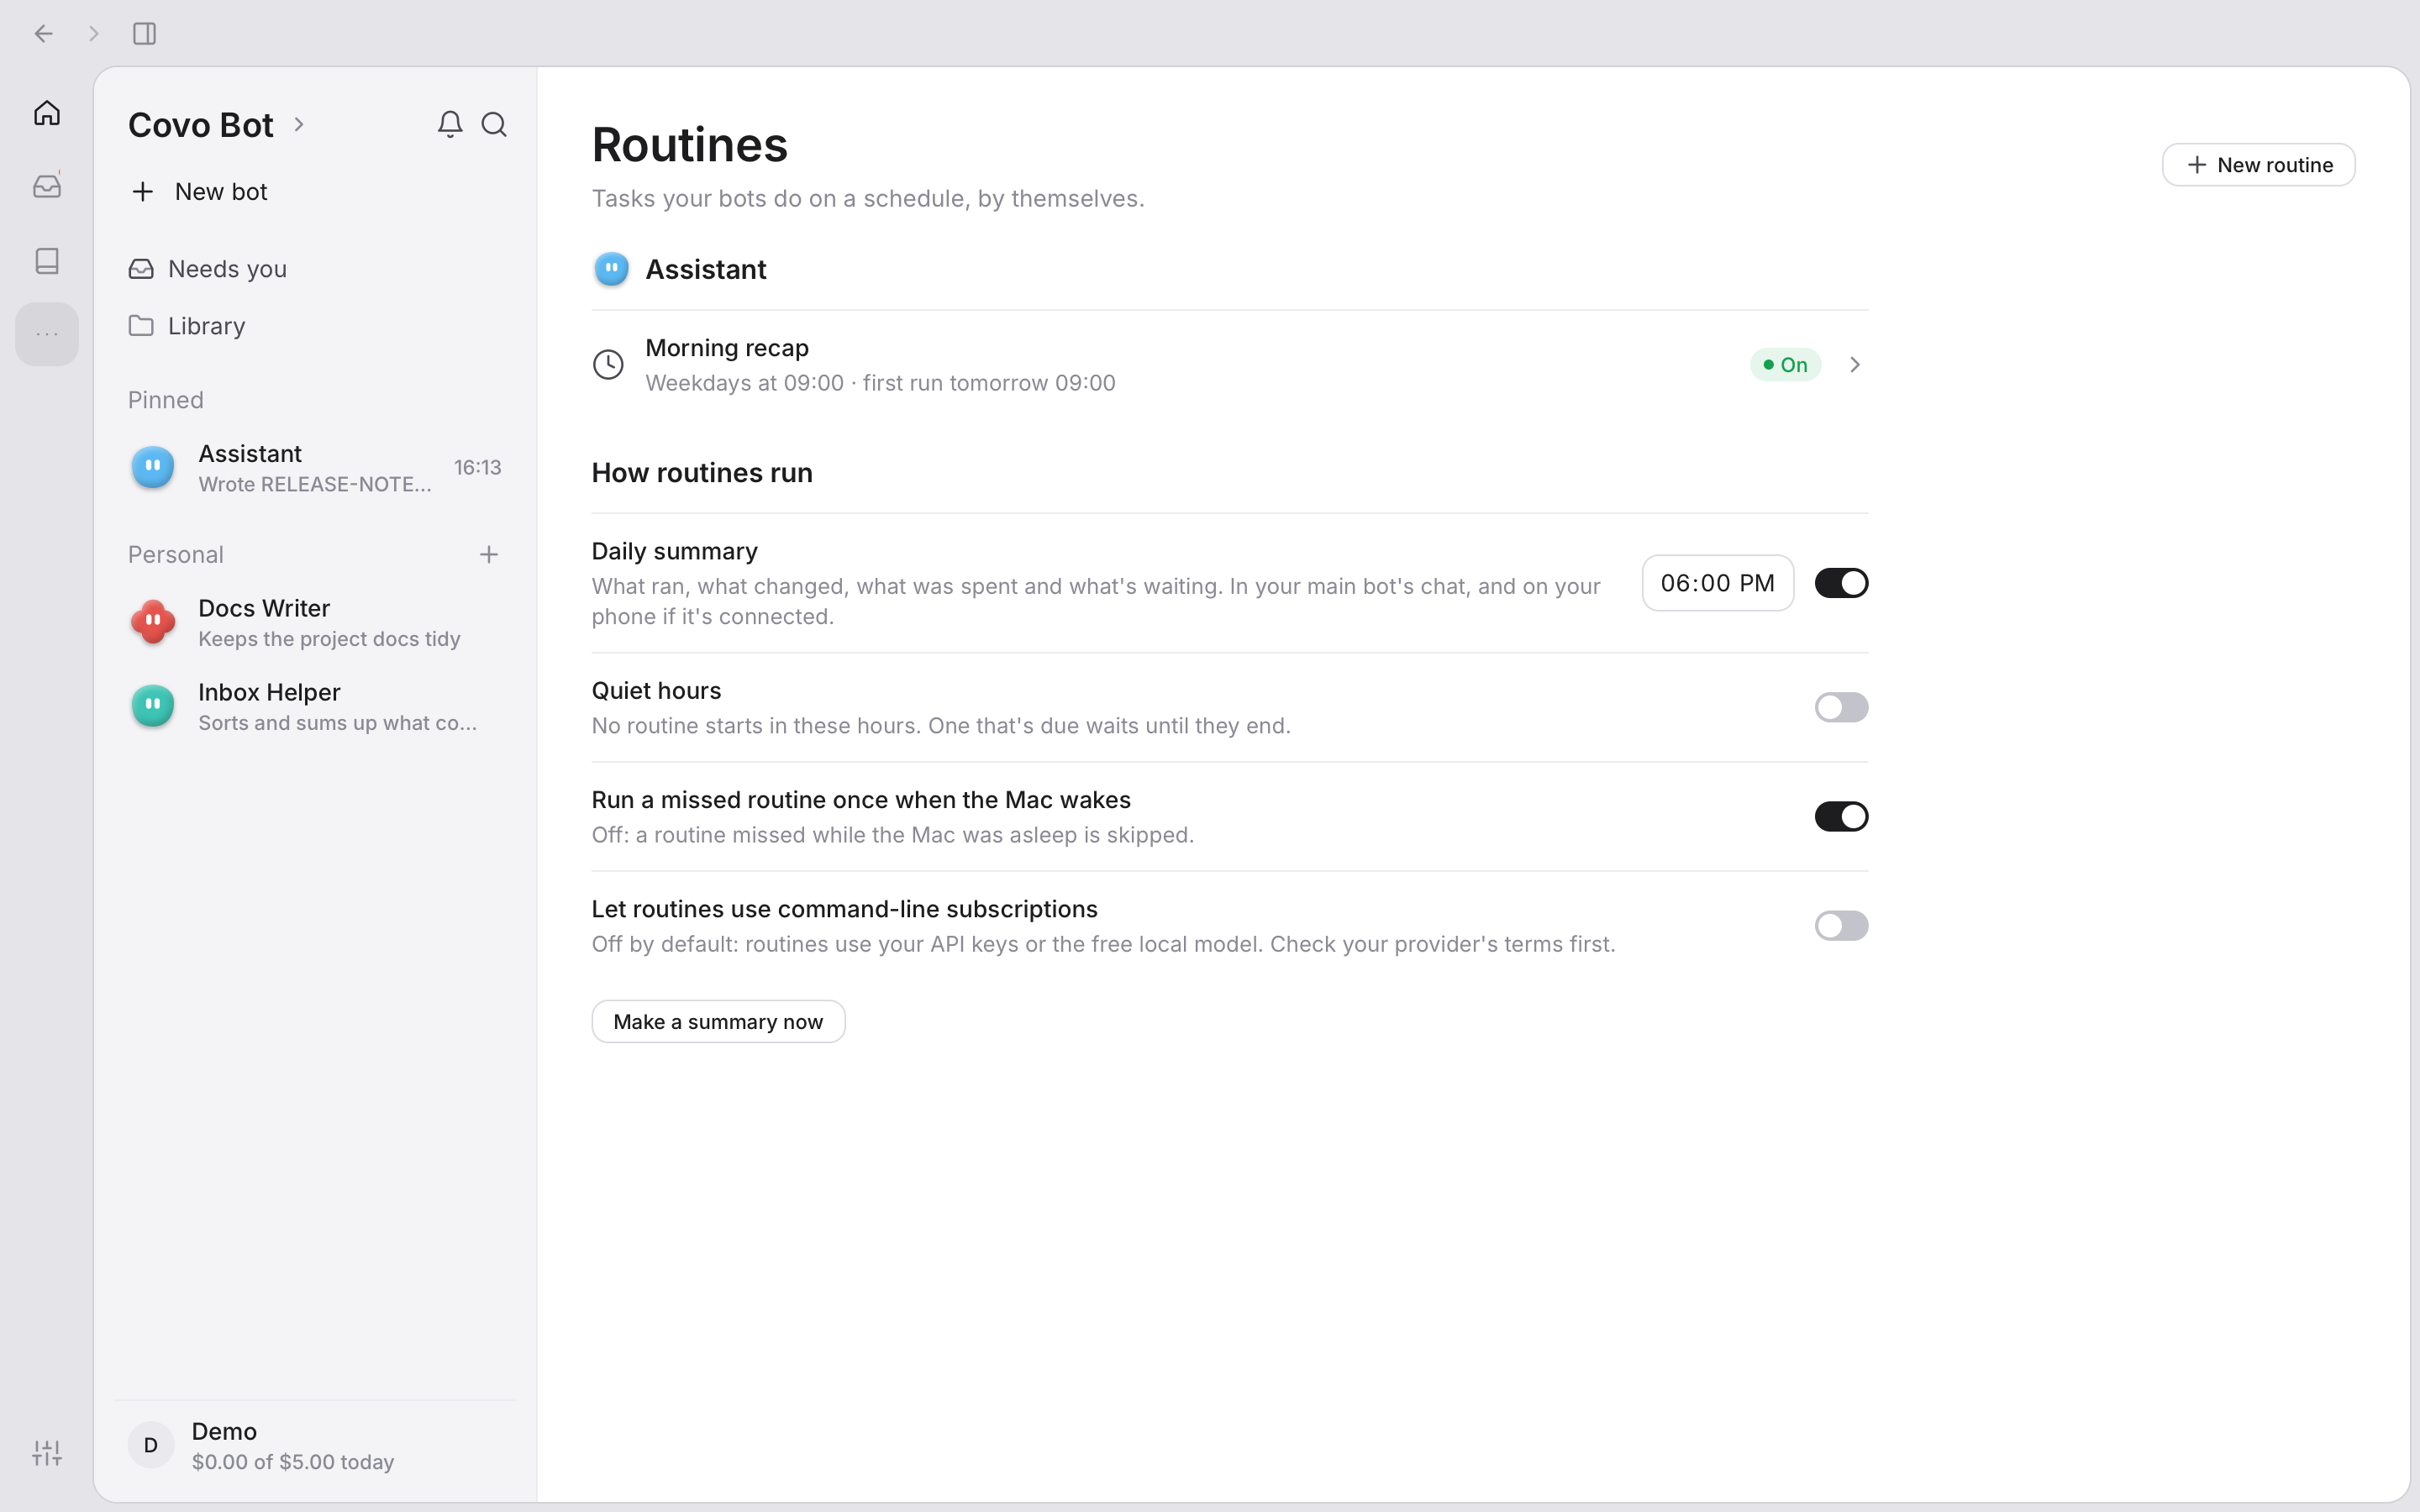 Covo Bot
New bot
Needs you
Library
Pinned
Assistant
16:13
Wrote RELEASE-NOTE...
Personal
Docs Writer
Keeps the project docs tidy
Inbox Helper
Sorts and sums up what co...
D
Demo
$0.00 of $5.00 today
Routines
New routine
Tasks your bots do on a schedule, by themselves.
Assistant
Morning recap
Weekdays at 09:00 · first run tomorrow 09:00
On
How routines run
Daily summary
What ran, what changed, what was spent and what's waiting. In your main bot's chat, and on your
phone if it's connected.
06:00 PM
Quiet hours
No routine starts in these hours. One that's due waits until they end.
Run a missed routine once when the Mac wakes
Off: a routine missed while the Mac was asleep is skipped.
Let routines use command-line subscriptions
Off by default: routines use your API keys or the free local model. Check your provider's terms first.
Make a summary now